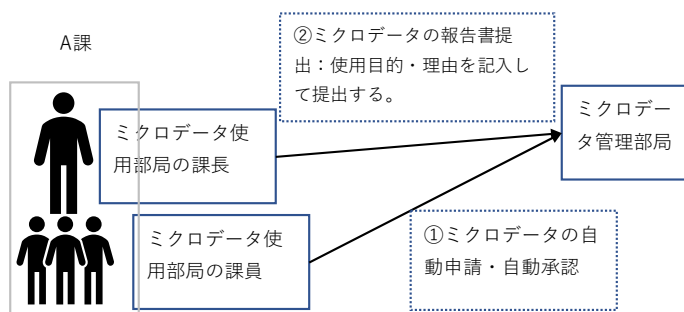 A課
②ミクロデータの報告書提
出：使用目的・理由を記入し
て提出する。
ミクロデー
タ管理部局
ミクロデータ使
用部局の課長
ミクロデータ使
用部局の課員
①ミクロデータの自
動申請・自動承認